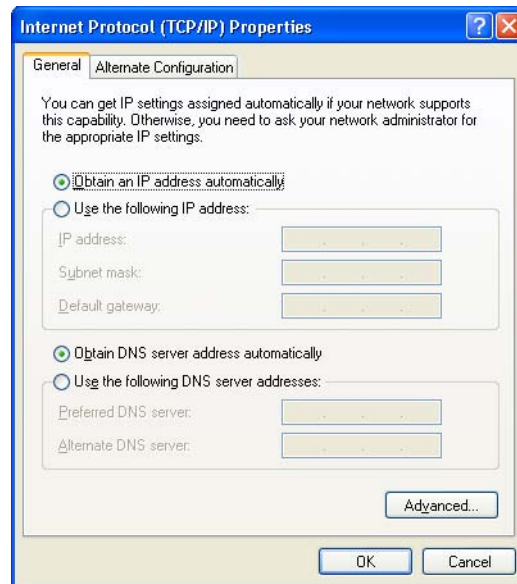 Internet Protocol (TCP/IP) Properties
General Alternate Configuration
You can get IP settings assigned automatically if your network supports
this capability. Otherwise, you need to ask your network administrator for
the appropriate IP settings.
Obtain an IP address automatically
Use the following IP address:
IP address:
Subnet mask:
Default gateway:
Obtain DNS server address automatically
Use the following DNS server addresses:
Preferred DNS server:
Alternate DNS server:
Advanced...
OK Cancel